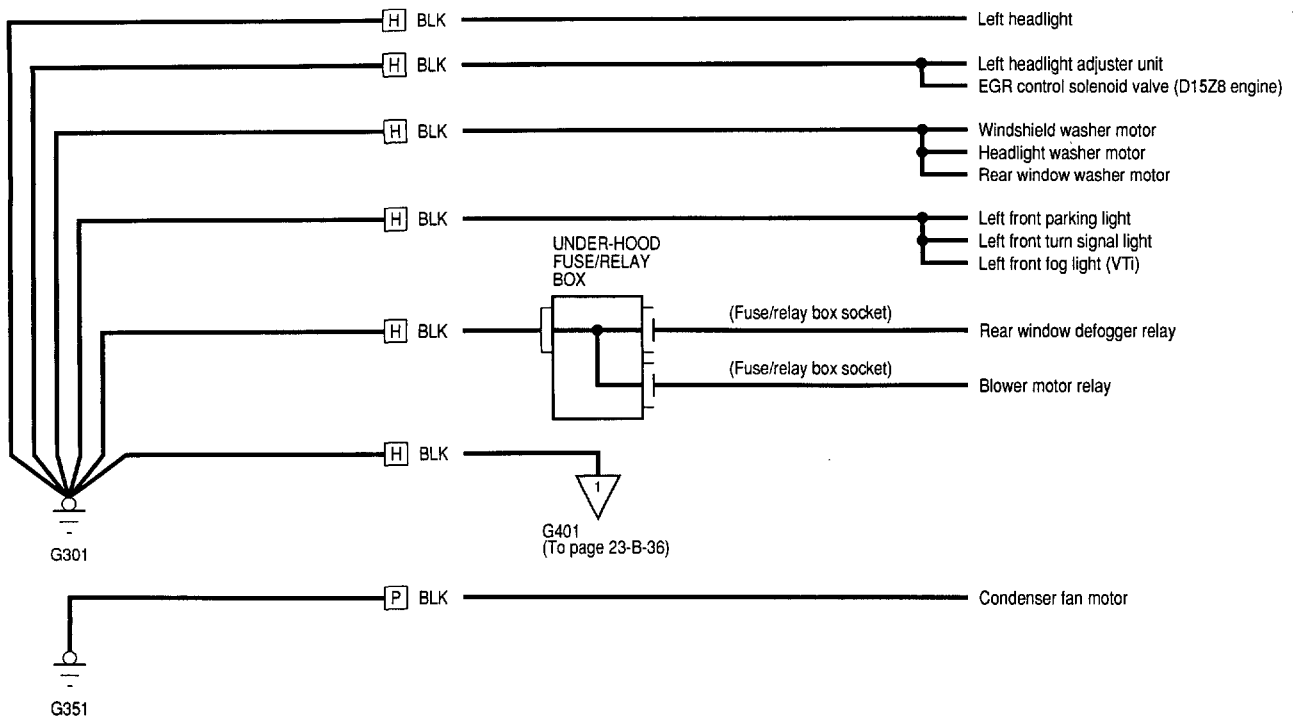 H BLK Left headlight
H BLK Left headlight adjuster unit
EGR control solenoid valve (D15Z8 engine)
H BLK Windshield washer motor
Headlight washer motor
Rear window washer motor
H BLK Left front parking light
Left front turn signal light
Left front fog light (VTi)
UNDER-HOOD
FUSE/RELAY
BOX
(Fuse/relay box socket)
H BLK Rear window defogger relay
(Fuse/relay box socket)
Blower motor relay
H BLK
1
G401
(To page 23-B-36)
G301
P BLK Condenser fan motor
G351